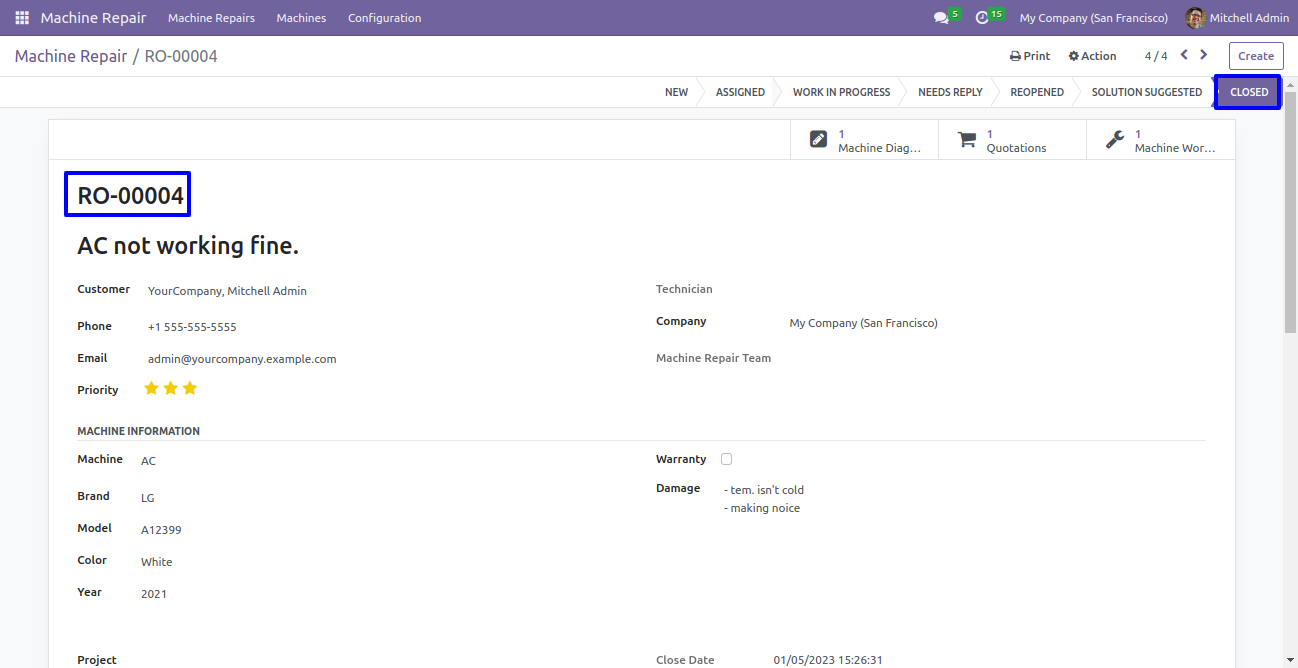 Machine Repair Machine Repairs Machines Configuration 5 15 My Company (San Francisco) Mitchell Admin
Machine Repair / RO-00004 Print Action 4 / 4 Create
NEW ASSIGNED WORK IN PROGRESS NEEDS REPLY REOPENED SOLUTION SUGGESTED CLOSED
1 Machine Diag...
1 Quotations
1 Machine Wor...
RO-00004
AC not working fine.
Customer YourCompany, Mitchell Admin
Technician
Phone +1 555-555-5555
Company My Company (San Francisco)
Email admin@yourcompany.example.com
Machine Repair Team
Priority
MACHINE INFORMATION
Machine AC
Warranty
Brand LG
Damage - tem. isn't cold
- making noice
Model A12399
Color White
Year 2021
Project
Close Date 01/05/2023 15:26:31